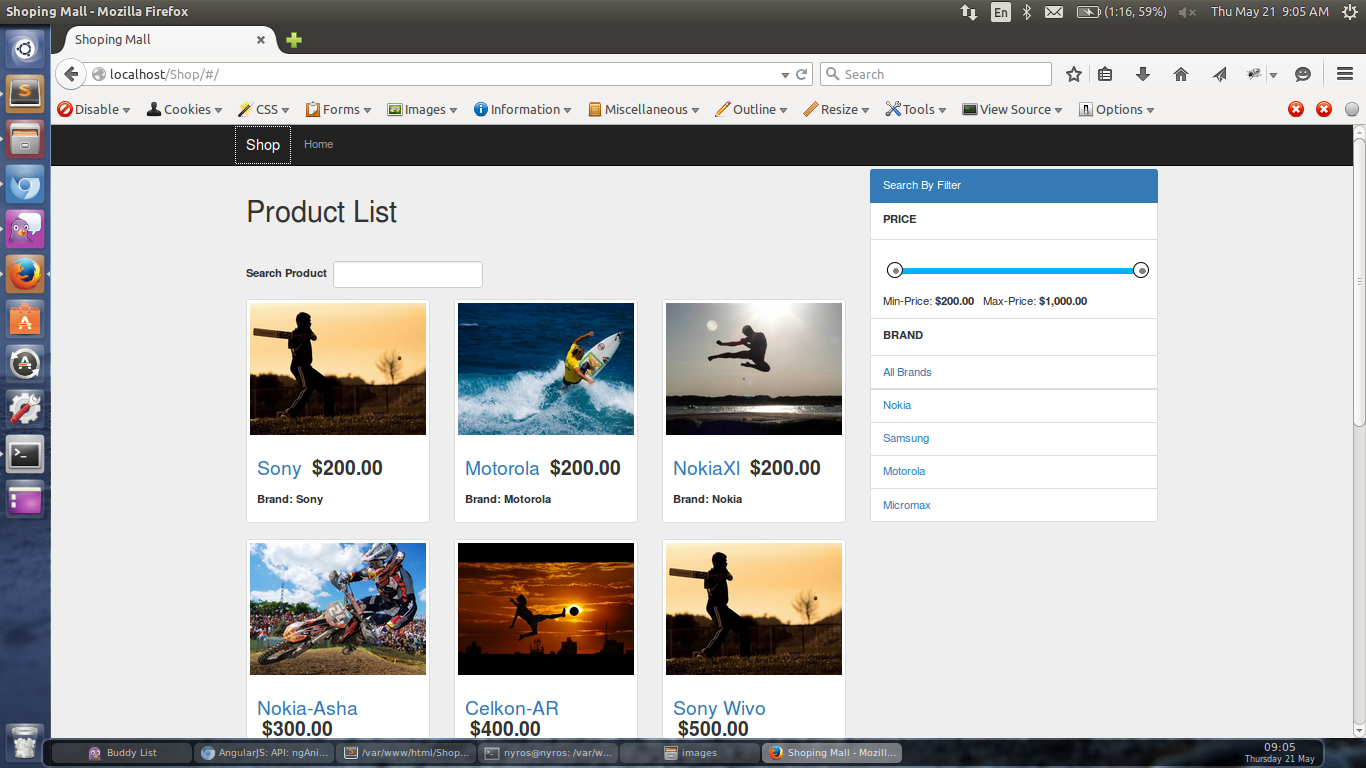 Shoping Mall - Mozilla Firefox
En
(1:16, 59%)
Thu May 21 9:05 AM
Shoping Mall
localhost/Shop/#/
Search
Disable
Cookies
CSS
Forms
Images
Information
Miscellaneous
Outline
Resize
Tools
View Source
Options
Shop
Home
Product List
Search Product
Sony $200.00
Brand: Sony
Motorola $200.00
Brand: Motorola
NokiaXl $200.00
Brand: Nokia
Nokia-Asha
$300.00
Celkon-AR
$400.00
Sony Wivo
$500.00
Search By Filter
PRICE
Min-Price: $200.00 Max-Price: $1,000.00
BRAND
All Brands
Nokia
Samsung
Motorola
Micromax
Buddy List
AngularJS: API: ngAni...
/var/www/html/Shop...
nyros@nyros: /var/w...
images
Shoping Mall - Mozill...
09:05
Thursday 21 May